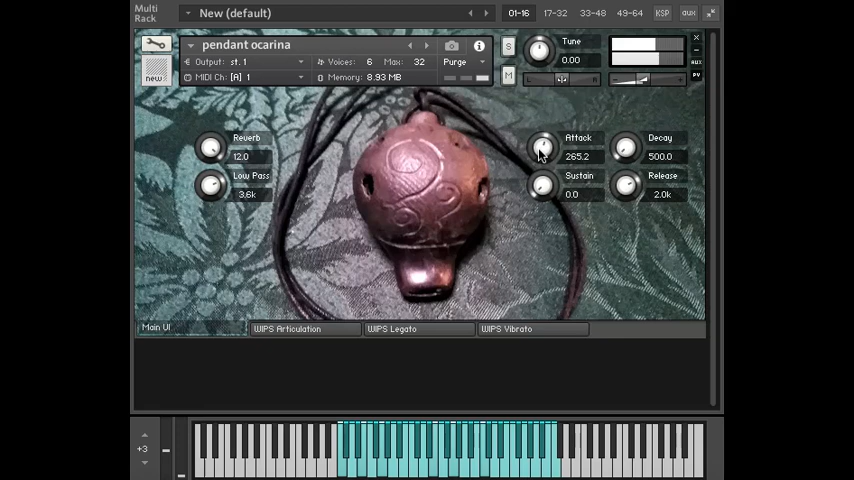 Multi
Rack
New (default)
01-16 17-32 33-48 49-64 KSP aux
pendant ocarina
new..
Output: st. 1 Voices: 6 Max: 32 Purge
MIDI Ch: [A] 1 Memory: 8.93 MB
S
M
Tune
0.00
L R
AUX
PV
Reverb
12.0
Low Pass
3.6k
Attack
265.2
Decay
500.0
Sustain
0.0
Release
2.0k
Main UI WIPS Articulation WIPS Legato WIPS Vibrato
+3